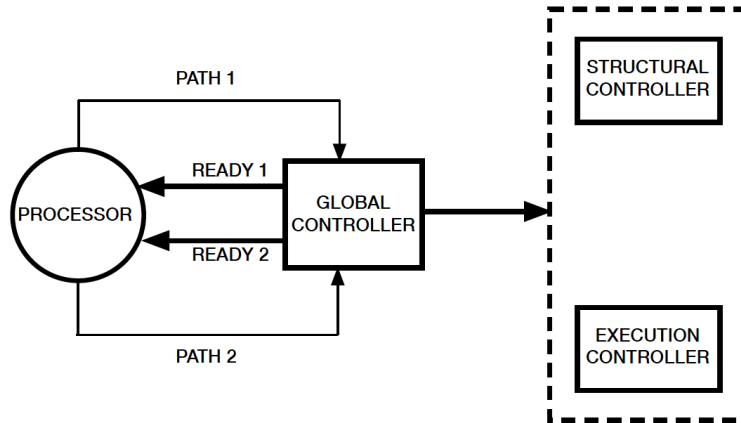 PATH 1
STRUCTURAL
CONTROLLER
READY 1
PROCESSOR
GLOBAL
CONTROLLER
READY 2
PATH 2
EXECUTION
CONTROLLER